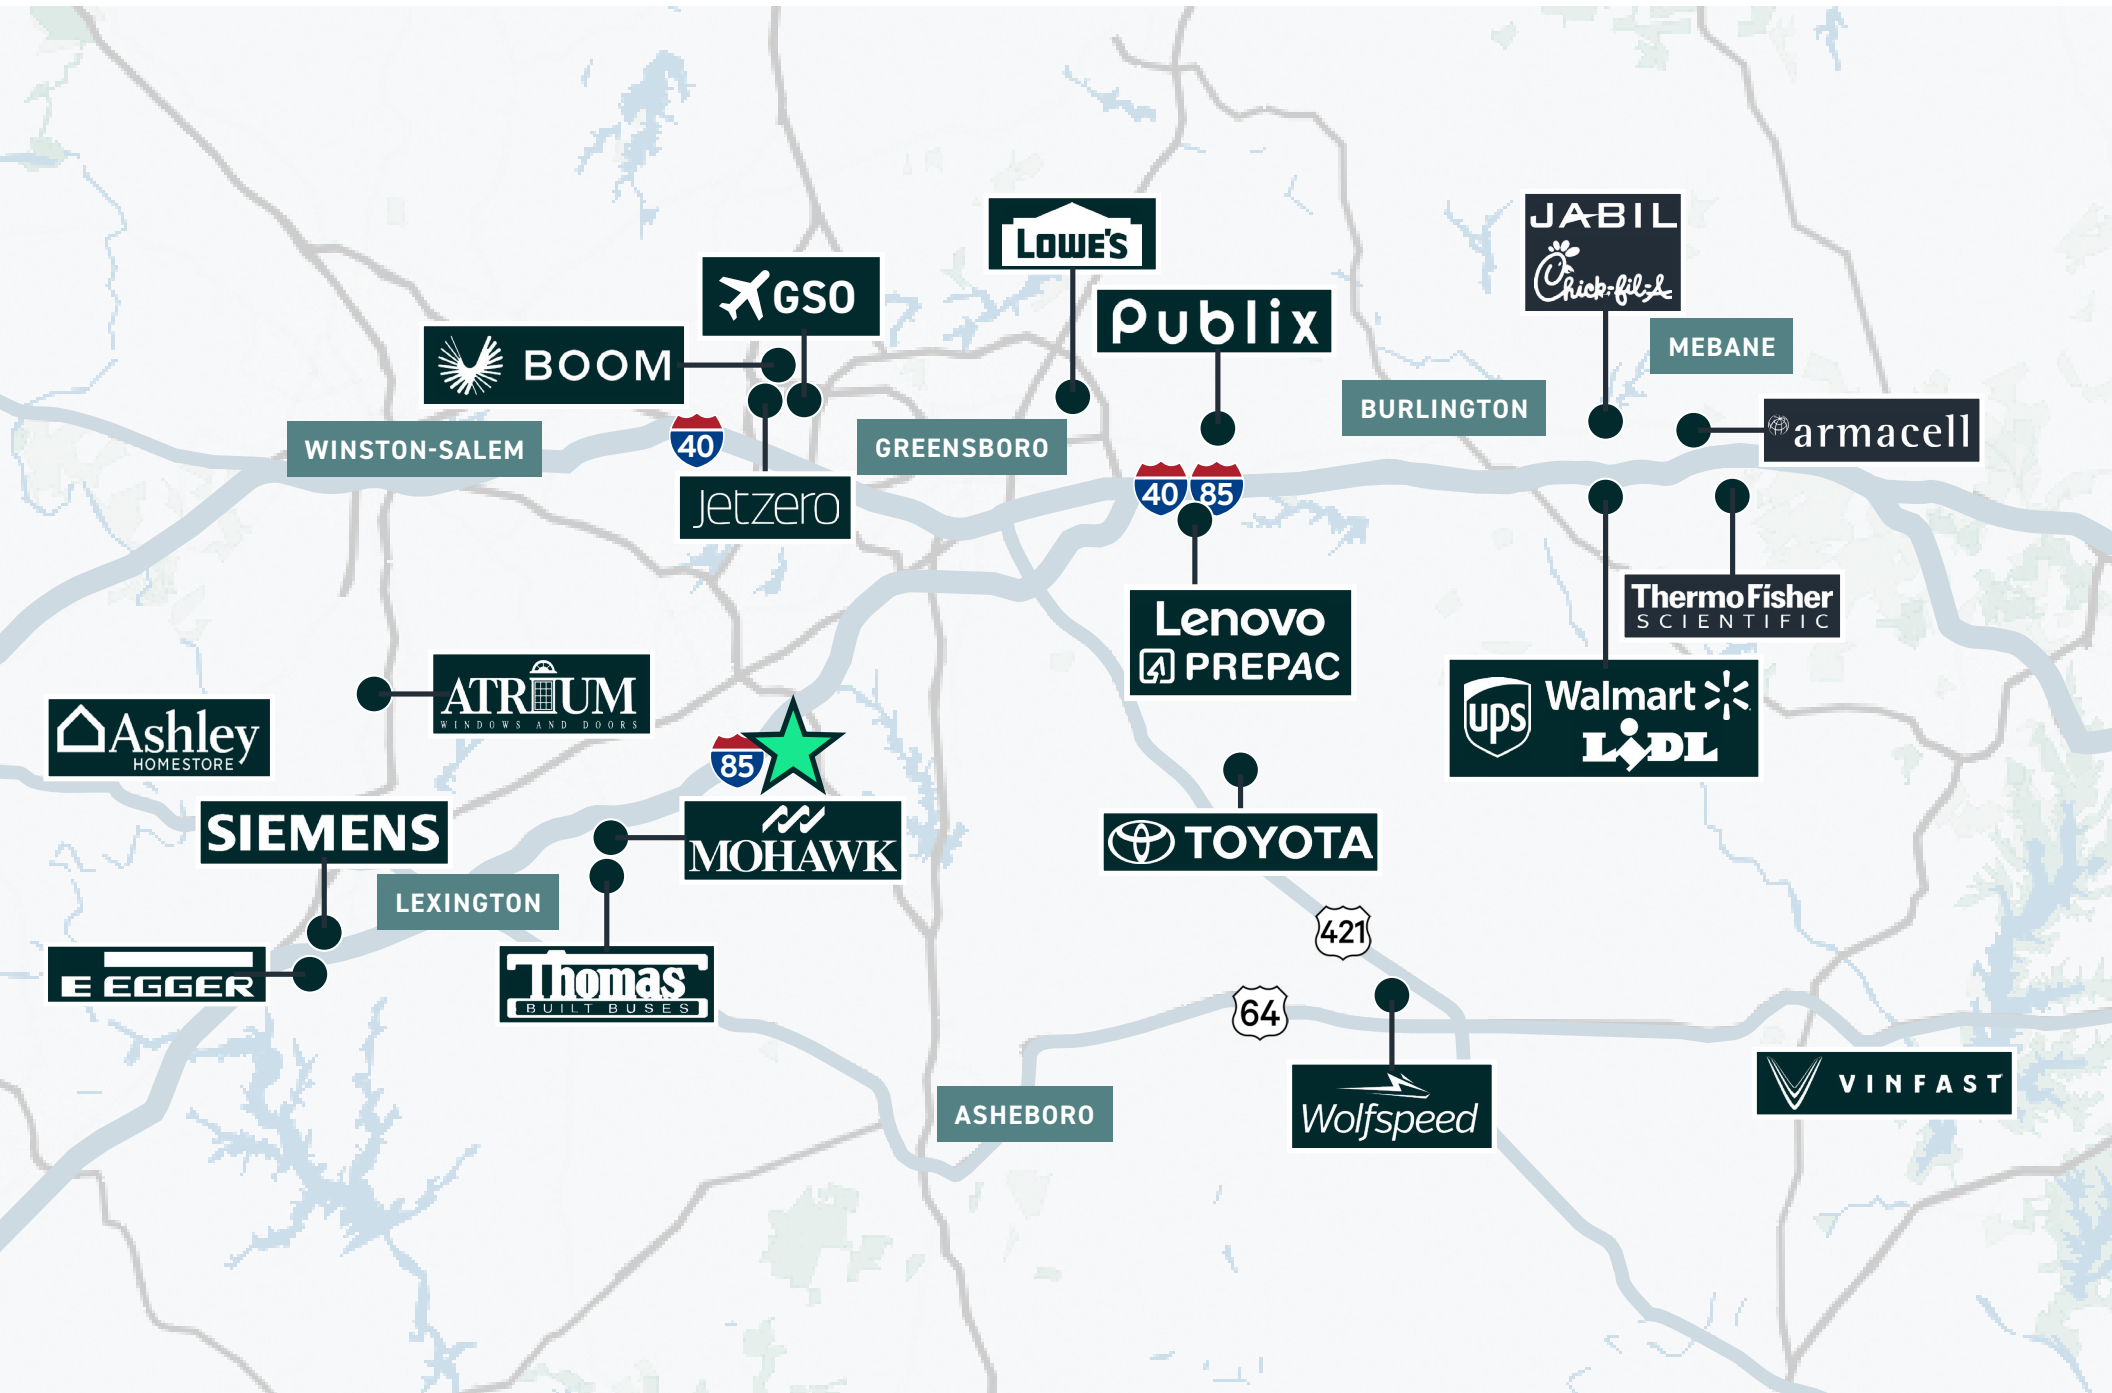 JABIL
Chick-fil-A
LOWE'S
GSO
Publix
MEBANE
BOOM
BURLINGTON
armacell
WINSTON-SALEM
40
GREENSBORO
40
85
Jetzero
ThermoFisher
SCIENTIFIC
Lenovo
PREPAC
ATRIUM
WINDOWS AND DOORS
ups
Walmart
LIDL
Ashley
HOMESTORE
85
SIEMENS
MOHAWK
TOYOTA
LEXINGTON
421
E EGGER
Thomas
BUILT BUSES
64
VINFAST
ASHEBORO
Wolfspeed